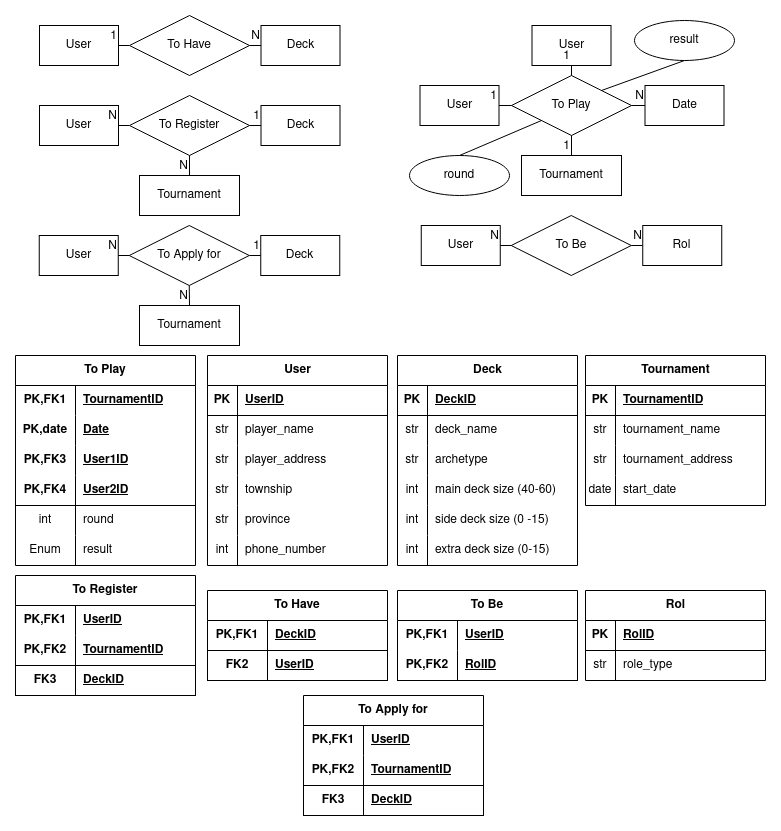 User 1 To Have N Deck
User N To Register 1 Deck
N
Tournament
User N To Apply for 1 Deck
N
Tournament
User
1
result
User 1 To Play N Date
1
round
Tournament
User N To Be N Rol
To Play
PK,FK1 TournamentID
PK,date Date
PK,FK3 User1ID
PK,FK4 User2ID
int round
Enum result
User
PK UserID
str player_name
str player_address
str township
str province
int phone_number
Deck
PK DeckID
str deck_name
str archetype
int main deck size (40-60)
int side deck size (0 -15)
int extra deck size (0-15)
Tournament
PK TournamentID
str tournament_name
str tournament_address
date start_date
To Register
PK,FK1 UserID
PK,FK2 TournamentID
FK3 DeckID
To Have
PK,FK1 DeckID
FK2 UserID
To Be
PK,FK1 UserID
PK,FK2 RolID
Rol
PK RolID
str role_type
To Apply for
PK,FK1 UserID
PK,FK2 TournamentID
FK3 DeckID